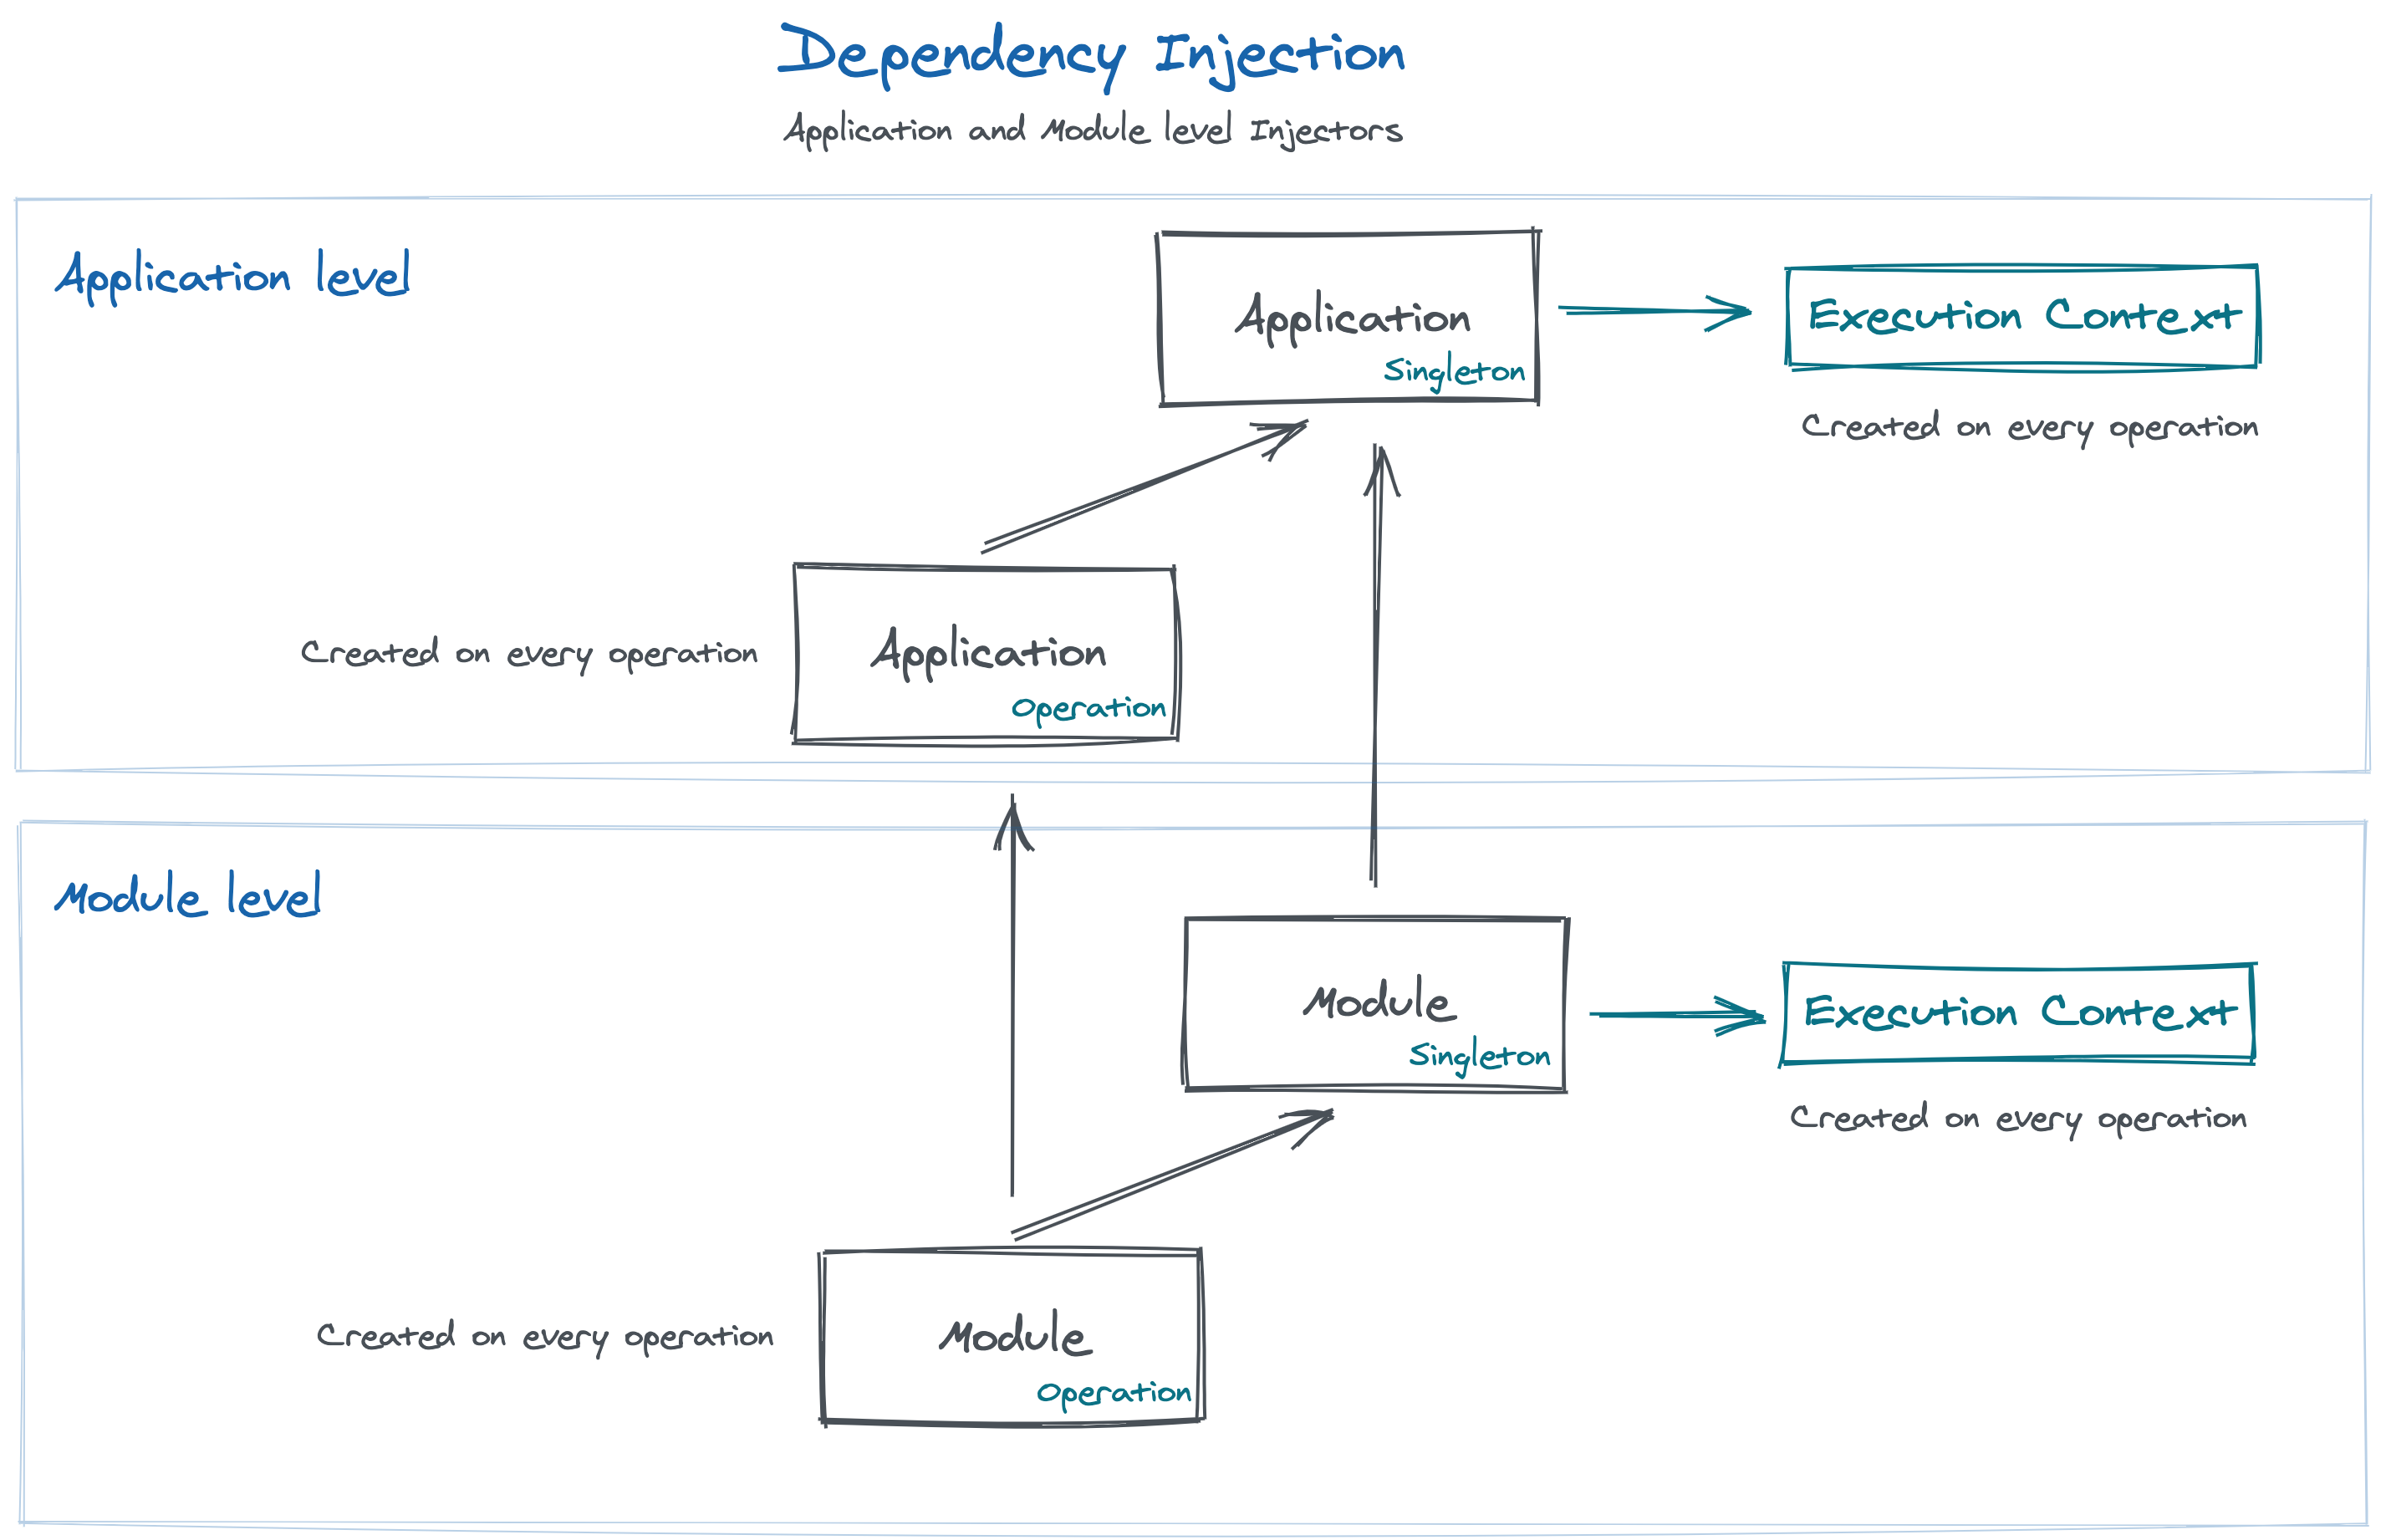 Dependency Injection
Application and Module level Injectors
Application level
Application
Singleton
Execution Context
Created on every operation
Created on every operation
Application
Operation
Module level
Module
Singleton
Execution Context
Created on every operation
Created on every operation
Module
Operation